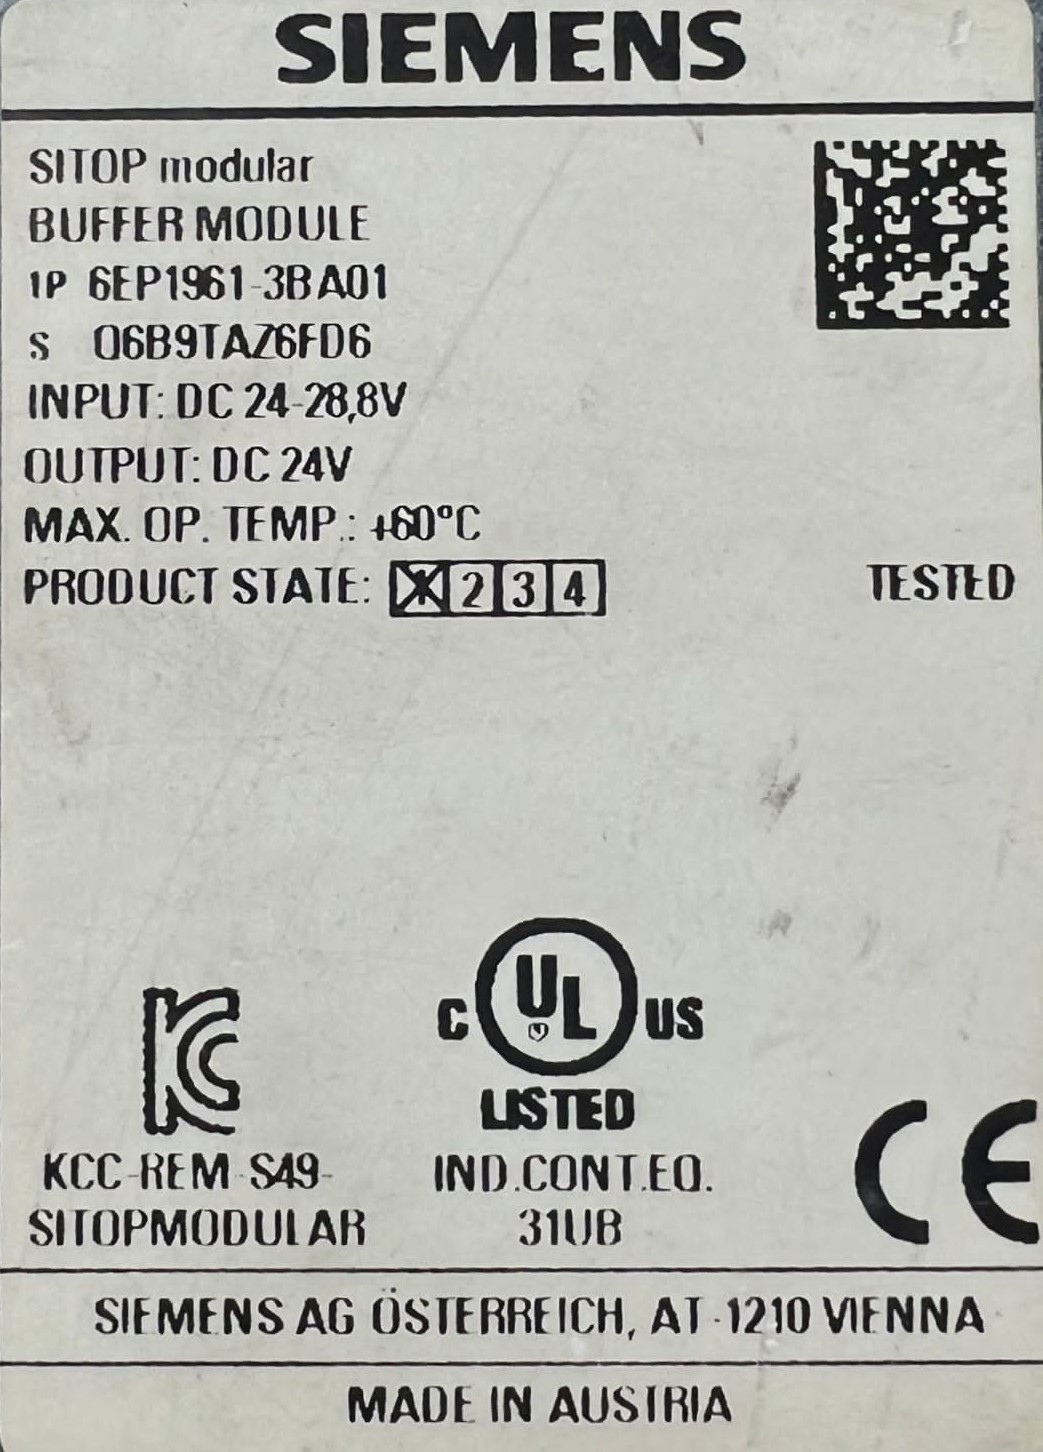 SIEMENS
SITOP modular
BUFFER MODULE
1P 6EP1961-3BA01
S Q6B9TAZ6FD6
INPUT: DC 24-28,8V
OUTPUT: DC 24V
MAX. OP. TEMP.: +60°C
PRODUCT STATE: X 2 3 4
TESTED
C UL US
LISTED
KCC-REM-S49-
SITOPMODULAR
IND.CONT.EQ.
31UB
CE
SIEMENS AG ÖSTERREICH, AT-1210 VIENNA
MADE IN AUSTRIA